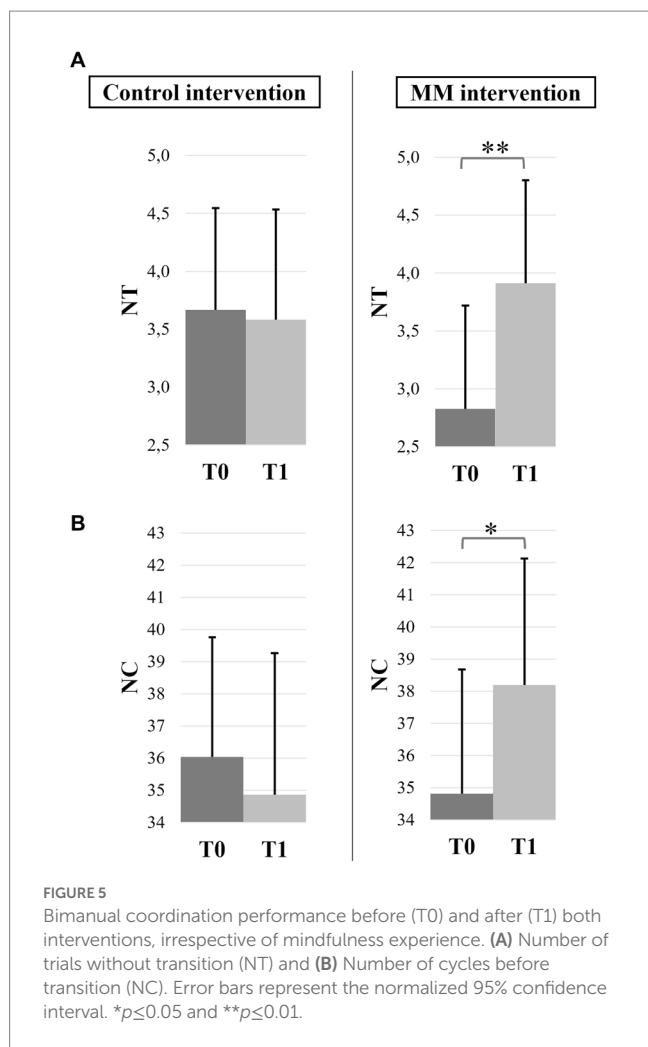 A
Control intervention
MM intervention
5,0
4,5
4,0
3,5
3,0
2,5
NT
T0 T1
5,0
4,5
4,0
3,5
3,0
2,5
NT
**
T0 T1
B
43
42
41
40
39
38
37
36
35
34
NC
T0 T1
43
42
41
40
39
38
37
36
35
34
NC
*
T0 T1
FIGURE 5
Bimanual coordination performance before (T0) and after (T1) both
interventions, irrespective of mindfulness experience. (A) Number of
trials without transition (NT) and (B) Number of cycles before
transition (NC). Error bars represent the normalized 95% confidence
interval. *p≤0.05 and **p≤0.01.